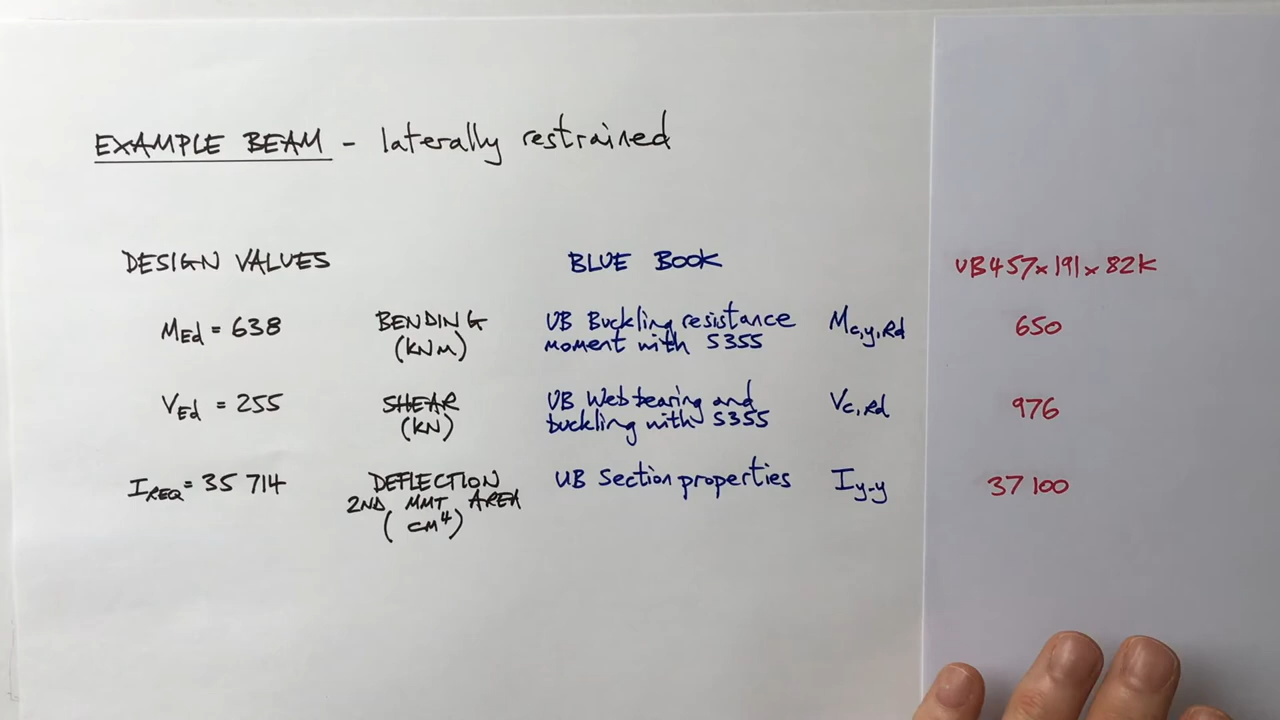 EXAMPLE BEAM - laterally restrained
DESIGN VALUES BLUE BOOK UB457x191x82K
MEd = 638 BENDING UB Buckling resistance Mc,y,Rd 650
(KNM) moment with S355
VEd = 255 SHEAR UB Web bearing and Vc,Rd 976
(KN) buckling with S355
IREQ = 35 714 DEFLECTION UB Section properties Iy-y 37 100
2ND MMT AREA
(CM⁴)